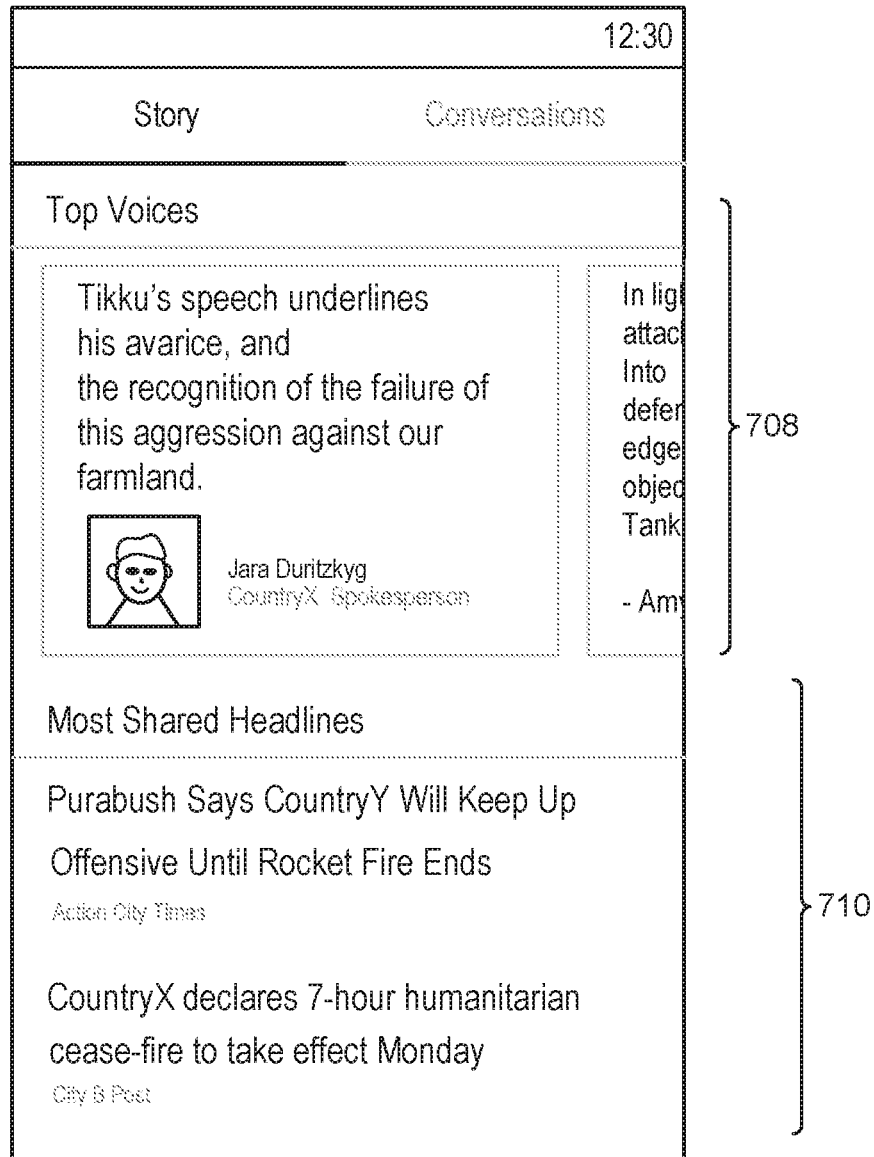 12:30
Story Conversations
Top Voices
Tikku's speech underlines
his avarice, and
the recognition of the failure of
this aggression against our
farmland.
Jara Duritzkyg
CountryX Spokesperson
In ligh
attac
Into
defen
edge
objec
Tank
- Amy
708
Most Shared Headlines
Purabush Says CountryY Will Keep Up
Offensive Until Rocket Fire Ends
Action City Times
CountryX declares 7-hour humanitarian
cease-fire to take effect Monday
City B Post
710